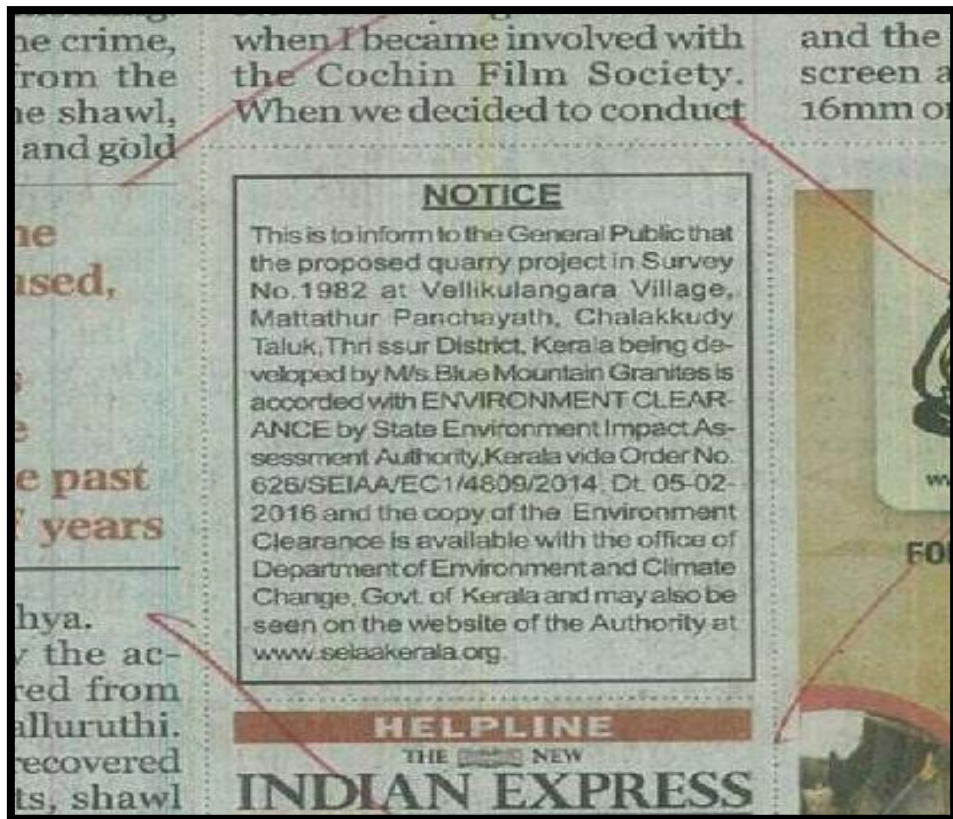 he crime,
from the
he shawl,
and gold
he
used,
e past
years
hya.
the ac-
red from
alluruthi.
recovered
ts, shawl
when I became involved with
the Cochin Film Society.
When we decided to conduct
NOTICE
This is to inform to the General Public that
the proposed quarry project in Survey
No.1982 at Vellikulangara Village,
Mattathur Panchayath, Chalakkudy
Taluk,Thri ssur District, Kerala being de-
veloped by M/s.Blue Mountain Granites is
accorded with ENVIRONMENT CLEAR-
ANCE by State Environment Impact As-
sessment Authority,Kerala vide Order No.
626/SEIAA/EC1/4809/2014, Dt. 05-02-
2016 and the copy of the Environment
Clearance is available with the office of
Department of Environment and Climate
Change, Govt. of Kerala and may also be
seen on the website of the Authority at
www.seiaakerala.org.
HELPLINE
THE NEW
INDIAN EXPRESS
and the
screen a
16mm or
ww
FO